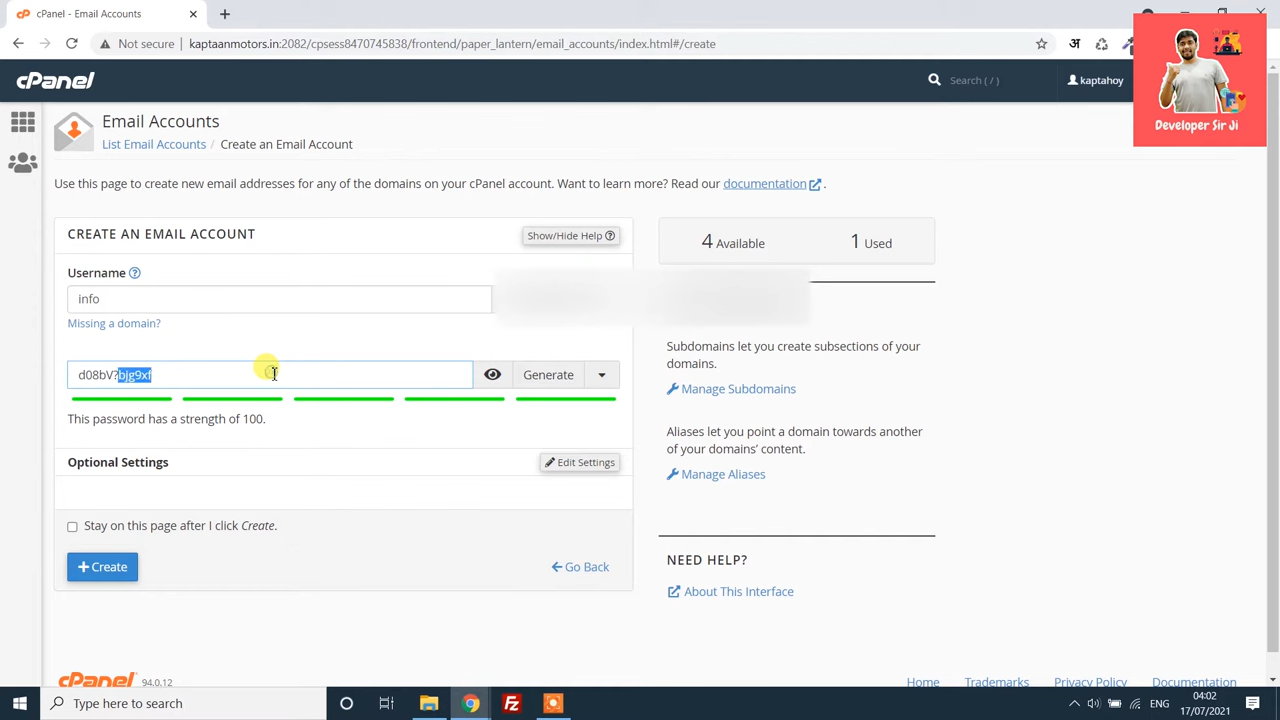 cPanel - Email Accounts
Not secure
kaptaanmotors.in:2082/cpsess8470745838/frontend/paper_lantern/email_accounts/index.html#/create
अ
cPanel
Search ( / )
kaptahoy
Developer Sir Ji
Email Accounts
List Email Accounts / Create an Email Account
Use this page to create new email addresses for any of the domains on your cPanel account. Want to learn more? Read our documentation .
CREATE AN EMAIL ACCOUNT
Show/Hide Help
4 Available
1 Used
Username
info
Missing a domain?
Subdomains let you create subsections of your
domains.
d08bV?bjg9xf
Generate
Manage Subdomains
This password has a strength of 100.
Aliases let you point a domain towards another
of your domains’ content.
Optional Settings
Edit Settings
Manage Aliases
Stay on this page after I click Create.
Create
Go Back
NEED HELP?
About This Interface
cPanel 94.0.12
Home
Trademarks
Privacy Policy
Documentation
Type here to search
ENG
04:02
17/07/2021